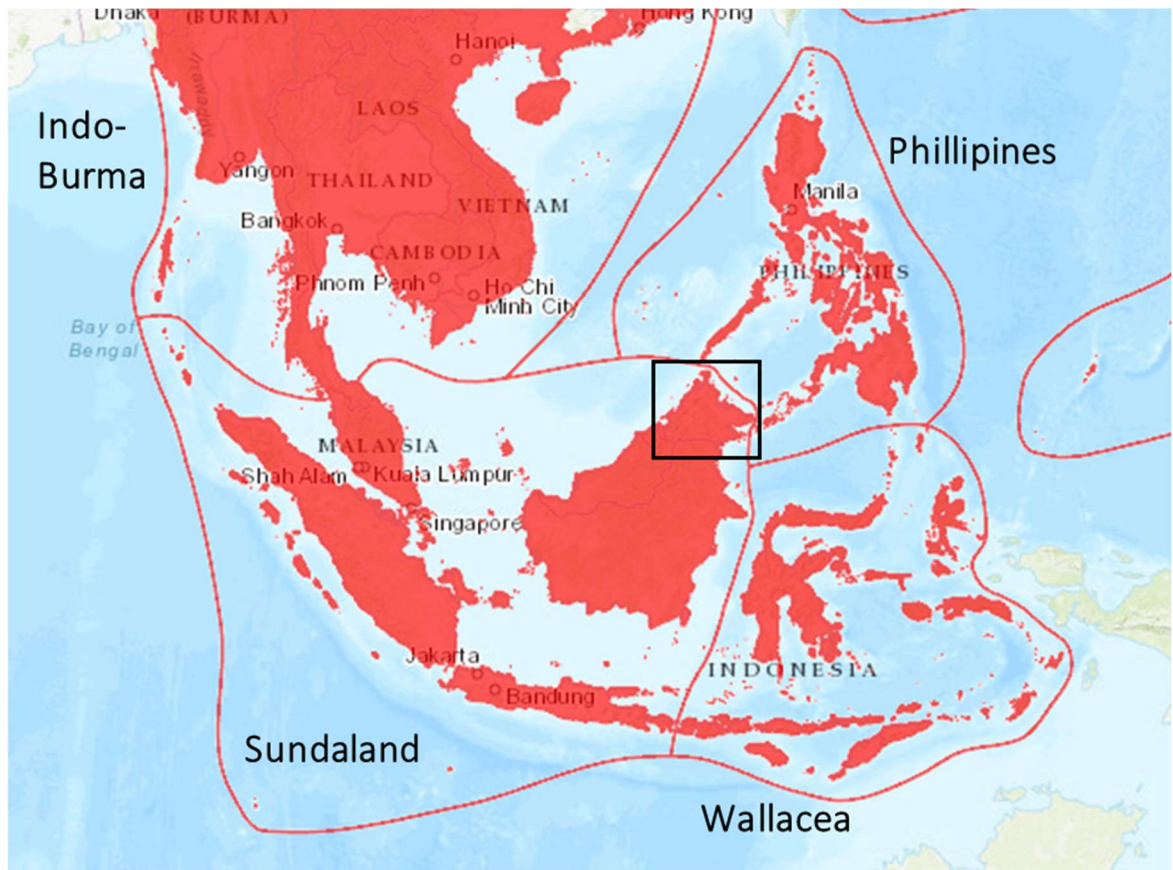 Dhaka
(BURMA)
Hong Kong
Hanoi
Irrawaddy
LAOS
Indo-
Burma
Phillipines
Yangon
THAILAND
Manila
VIETNAM
Bangkok
CAMBODIA
PHILIPPINES
Phnom Penh
Ho Chi
Minh City
Bay of
Bengal
MALAYSIA
Shah Alam
Kuala Lumpur
Singapore
Jakarta
INDONESIA
Bandung
Sundaland
Wallacea